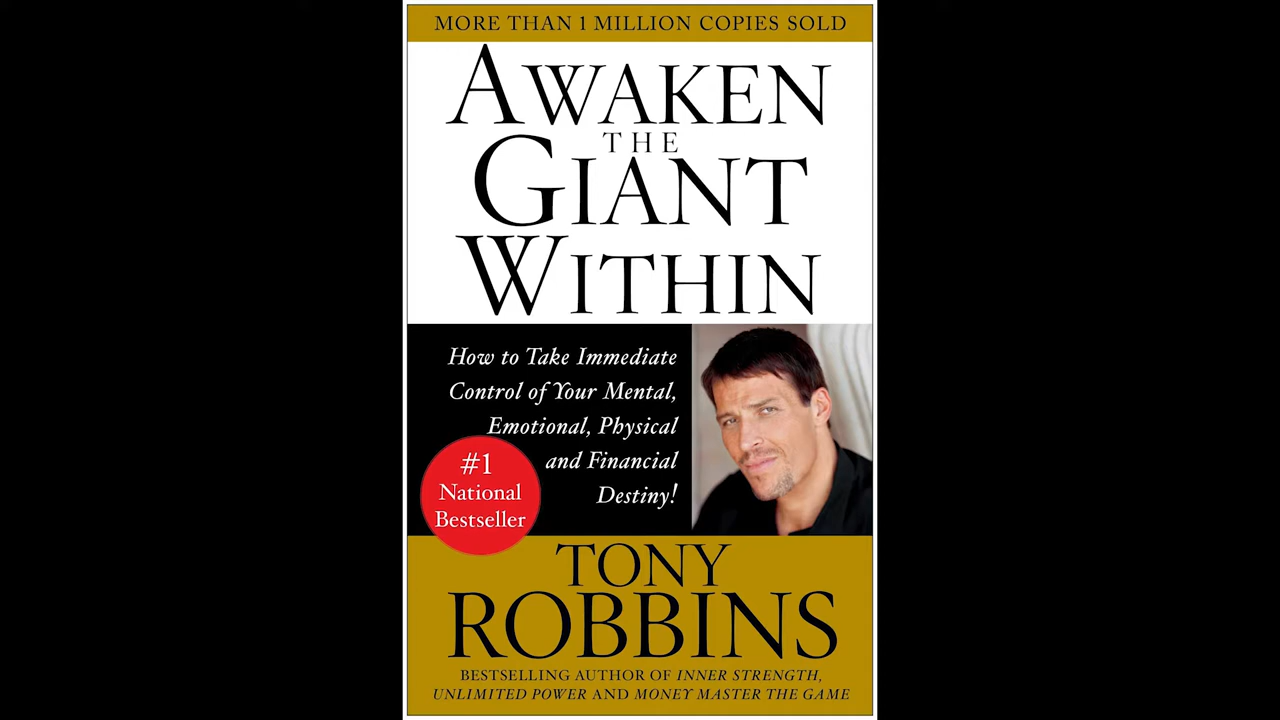 MORE THAN 1 MILLION COPIES SOLD
AWAKEN
THE
GIANT
WITHIN
How to Take Immediate
Control of Your Mental,
Emotional, Physical
and Financial
Destiny!
#1
National
Bestseller
TONY
ROBBINS
BESTSELLING AUTHOR OF INNER STRENGTH,
UNLIMITED POWER AND MONEY MASTER THE GAME